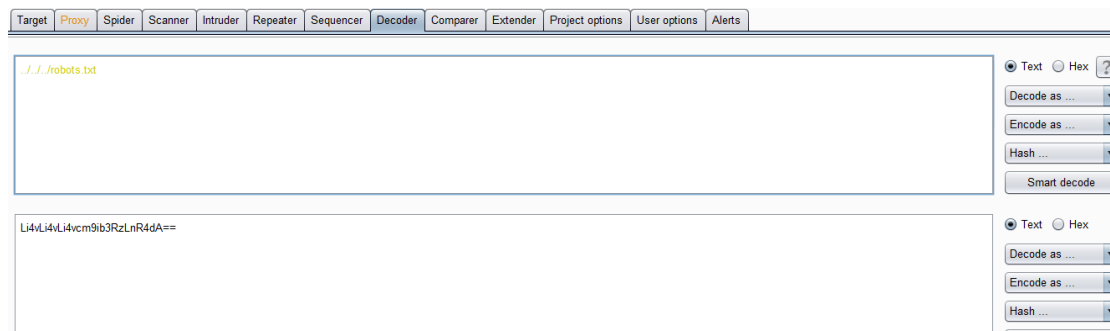 Target Proxy Spider Scanner Intruder Repeater Sequencer Decoder Comparer Extender Project options User options Alerts
../../../robots.txt
Text Hex ?
Decode as ...
Encode as ...
Hash ...
Smart decode
Li4vLi4vLi4vcm9ib3RzLnR4dA==
Text Hex
Decode as ...
Encode as ...
Hash ...